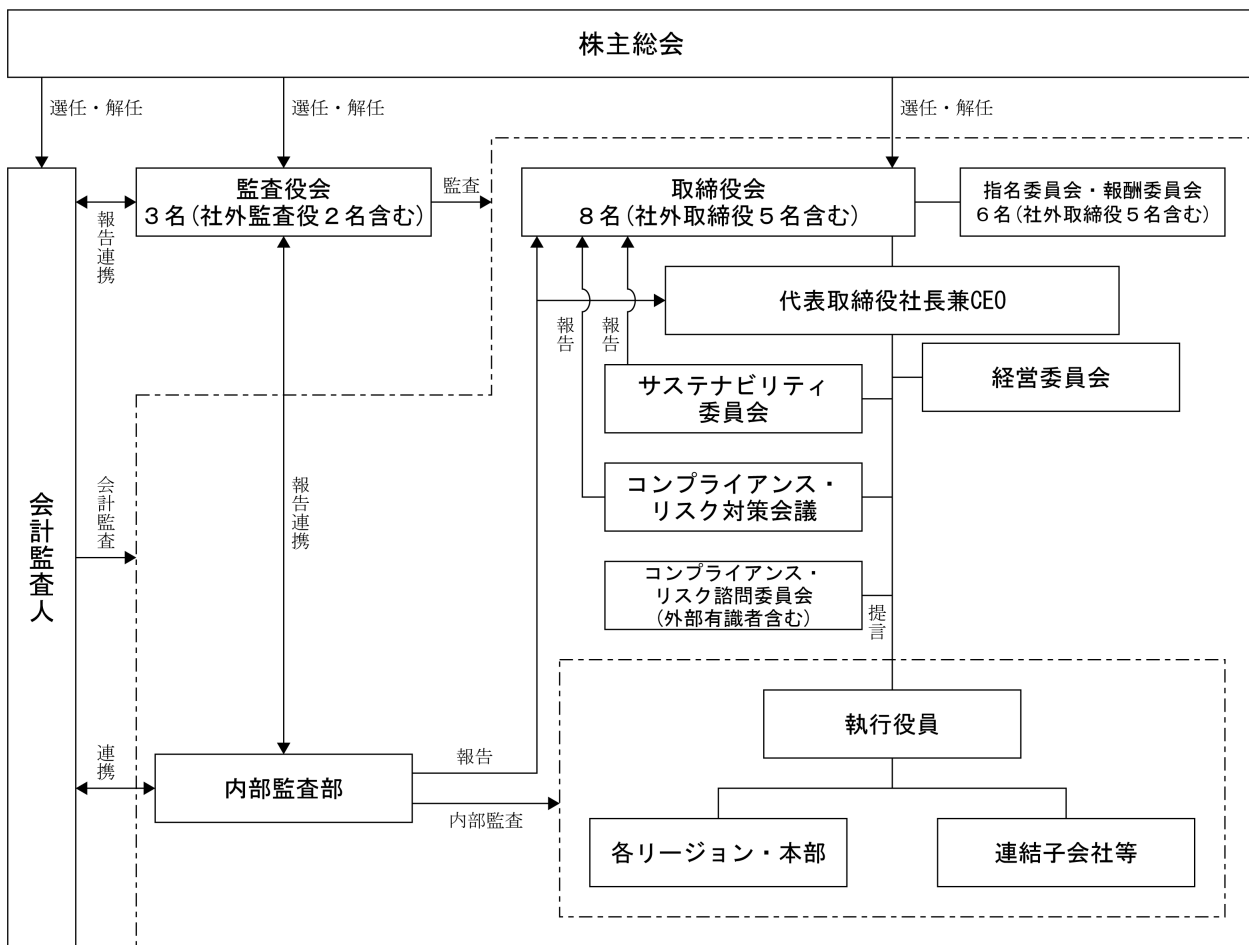 株主総会
選任・解任
選任・解任
選任・解任
監査役会
3名(社外監査役2名含む)
監査
取締役会
8名(社外取締役5名含む)
指名委員会・報酬委員会
6名(社外取締役5名含む)
報告連携
代表取締役社長兼CEO
報告
報告
経営委員会
サステナビリティ
委員会
コンプライアンス・
リスク対策会議
会計監査人
会計監査
報告連携
コンプライアンス・
リスク諮問委員会
(外部有識者含む)
提言
執行役員
連携
内部監査部
報告
内部監査
各リージョン・本部
連結子会社等